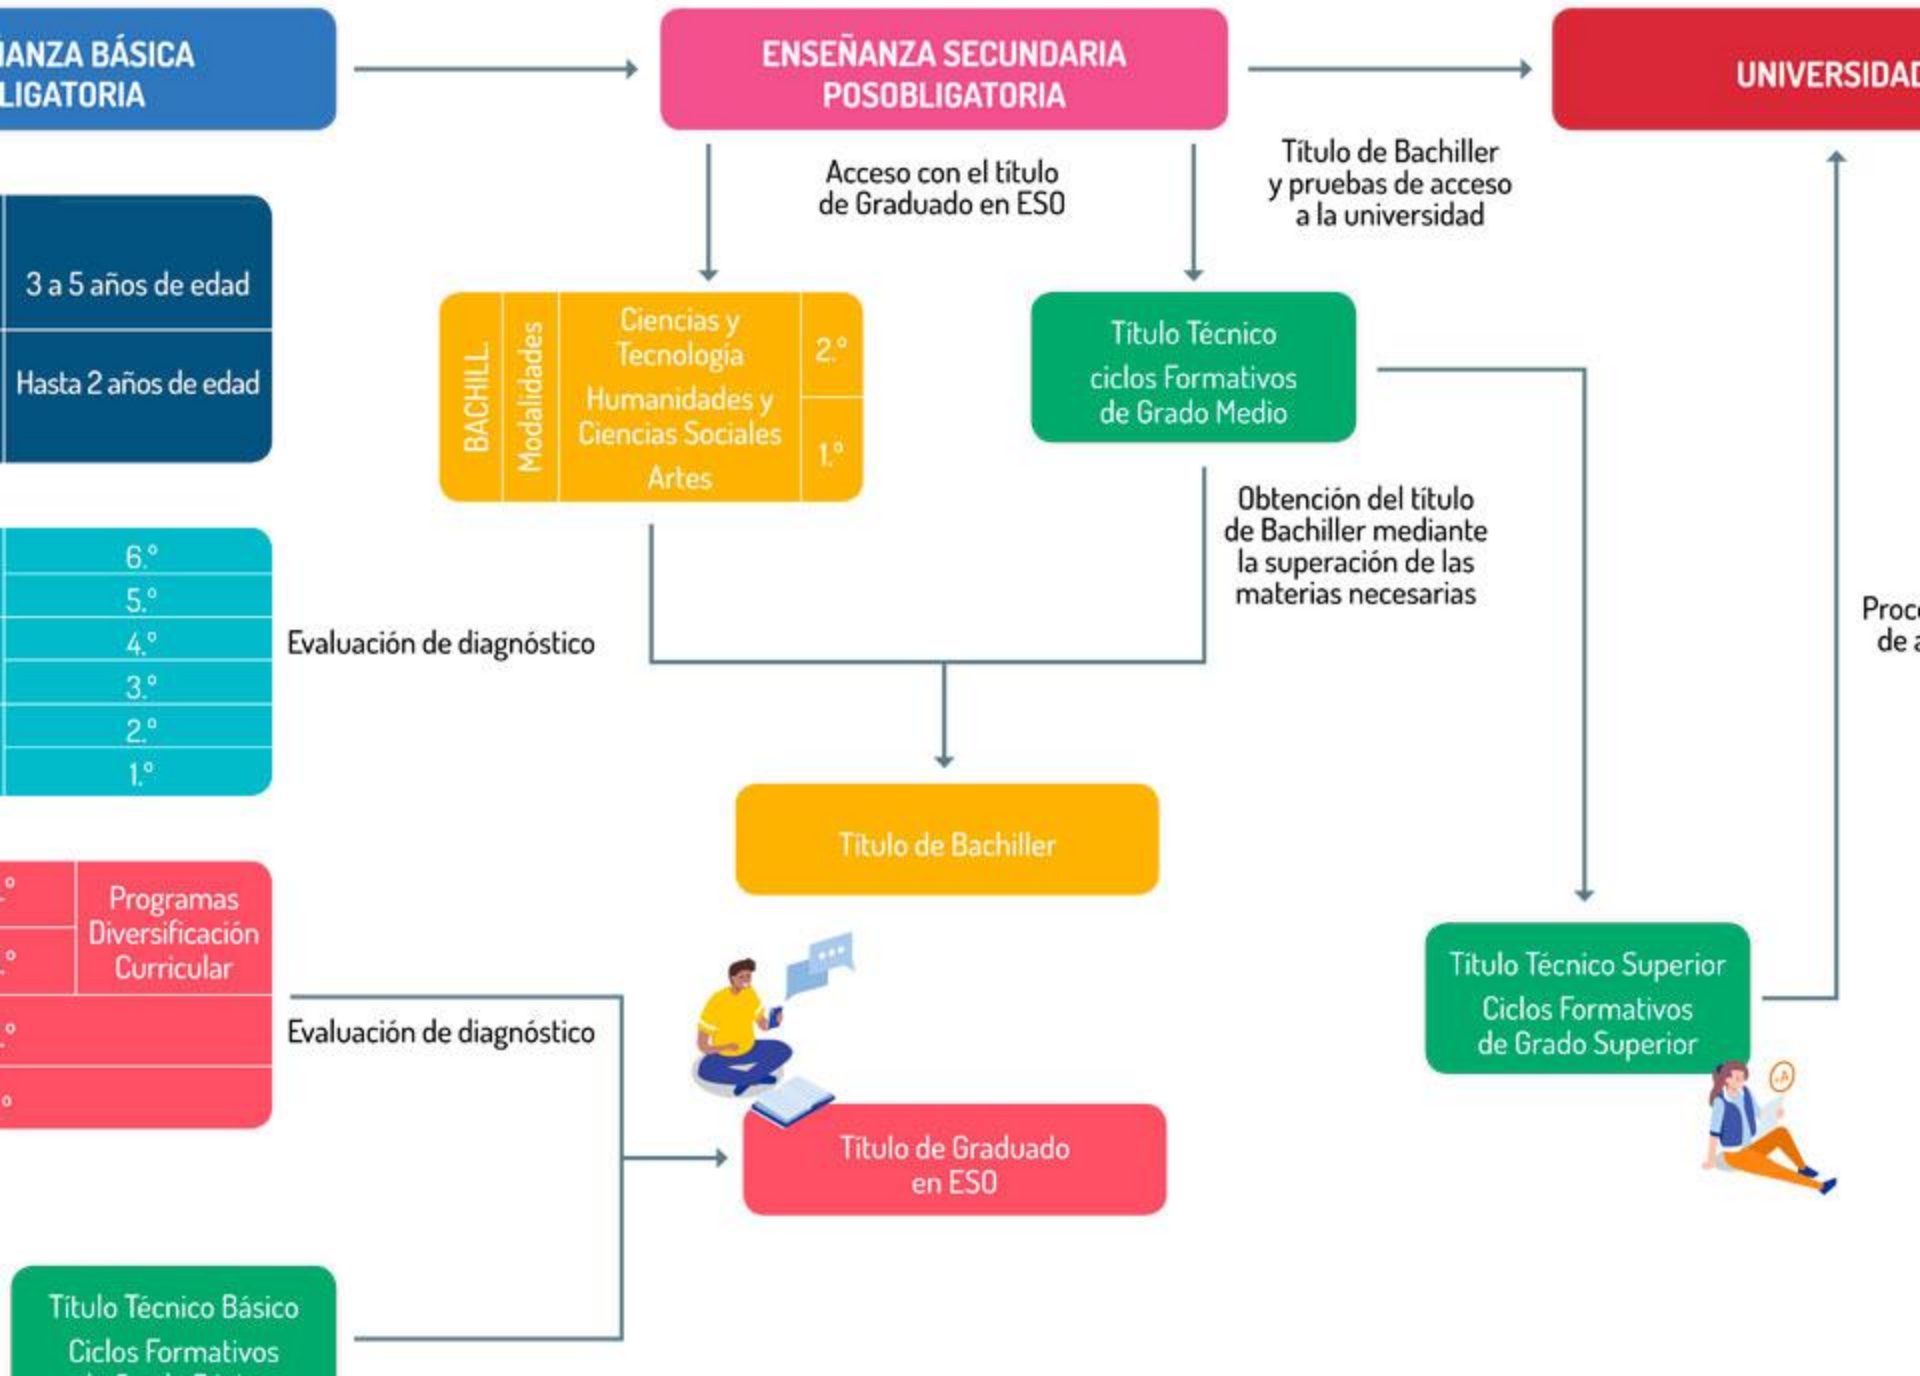 ENSEÑANZA SECUNDARIA
POSOBLIGATORIA
BÁSICA
Acceso con el título
de Graduado en ESO
Título de Bachiller
y pruebas de acceso
a la universidad
3 a 5 años de edad
Hasta 2 años de edad
BACHILL.
Modalidades
Ciencias y
Tecnología
Humanidades y
Ciencias Sociales
Artes
2.º
1.º
Título Técnico
ciclos Formativos
de Grado Medio
Obtención del título
de Bachiller mediante
la superación de las
materias necesarias
6.º
5.º
4.º
3.º
2.º
1.º
Evaluación de diagnóstico
de
Título de Bachiller
Programas
Diversificación
Curricular
Evaluación de diagnóstico
Título Técnico Superior
Ciclos Formativos
de Grado Superior
Título de Graduado
en ESO
Título Técnico Básico
Ciclos Formativos